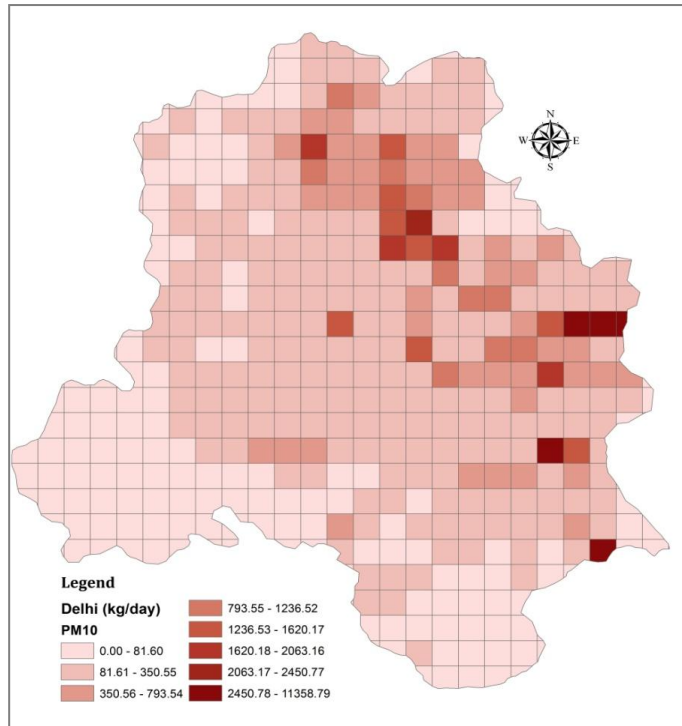 N
W E
S
Legend
Delhi (kg/day)
PM10
0.00 - 81.60
81.61 - 350.55
350.56 - 793.54
793.55 - 1236.52
1236.53 - 1620.17
1620.18 - 2063.16
2063.17 - 2450.77
2450.78 - 11358.79